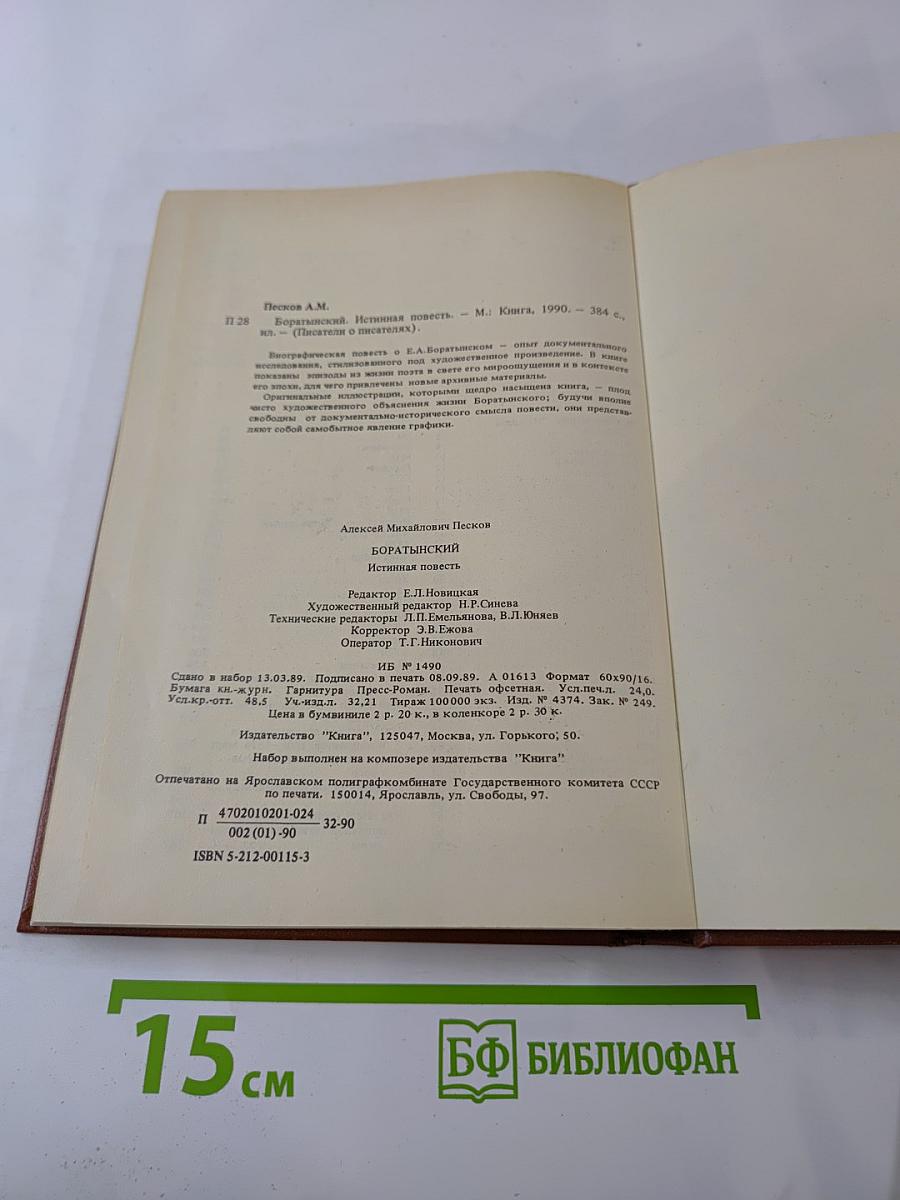 Песков А.М.
П 28 Боратынский. Истинная повесть. — М.: Книга, 1990. — 384 с.,
ил. — (Писатели о писателях).
Биографическая повесть о Е.А.Боратынском — опыт документального
исследования, стилизованного под художественное произведение. В книге
показаны эпизоды из жизни поэта в свете его мироощущения и в контексте
его эпохи, для чего привлечены новые архивные материалы.
Оригинальные иллюстрации, которыми щедро насыщена книга, — плод
чисто художественного объяснения жизни Боратынского; будучи вполне
свободны от документально-исторического смысла повести, они представ-
ляют собой самобытное явление графики.
Алексей Михайлович Песков
БОРАТЫНСКИЙ
Истинная повесть
Редактор Е.Л.Новицкая
Художественный редактор Н.Р.Синева
Технические редакторы Л.П.Емельянова, В.Л.Юняев
Корректор Э.В.Ежова
Оператор Т.Г.Никонович
ИБ № 1490
Сдано в набор 13.03.89. Подписано в печать 08.09.89. А 01613 Формат 60х90/16.
Бумага кн.-журн. Гарнитура Пресс-Роман. Печать офсетная. Усл.печ.л. 24,0.
Усл.кр.-отт. 48,5 Уч.-изд.л. 32,21 Тираж 100 000 экз. Изд. № 4374. Зак. № 249.
Цена в бумвиниле 2 р. 20 к., в коленкоре 2 р. 30 к.
Издательство "Книга", 125047, Москва, ул. Горького, 50.
Набор выполнен на композере издательства "Книга"
Отпечатано на Ярославском полиграфкомбинате Государственного комитета СССР
по печати. 150014, Ярославль, ул. Свободы, 97.
П 4702010201-024 32-90
002 (01) -90
ISBN 5-212-00115-3
15 см БФ БИБЛИОФАН